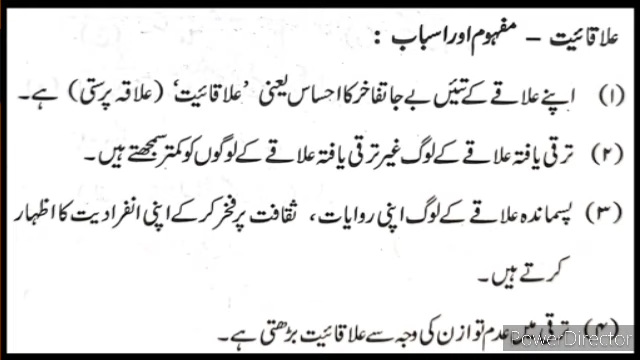 علاقائیت – مفہوم اور اسباب :
(۱) اپنے علاقے کے تئیں بے جا تفاخر کا احساس یعنی ’علاقائیت‘ (علاقہ پرستی) ہے۔
(۲) ترقی یافتہ علاقے کے لوگ غیر ترقی یافتہ علاقے کے لوگوں کو کمتر سمجھتے ہیں۔
(۳) پسماندہ علاقے کے لوگ اپنی روایات، ثقافت پر فخر کر کے اپنی انفرادیت کا اظہار
کرتے ہیں۔
(۴) ترقی میں عدم توازن کی وجہ سے علاقائیت بڑھتی ہے۔
PowerDirector